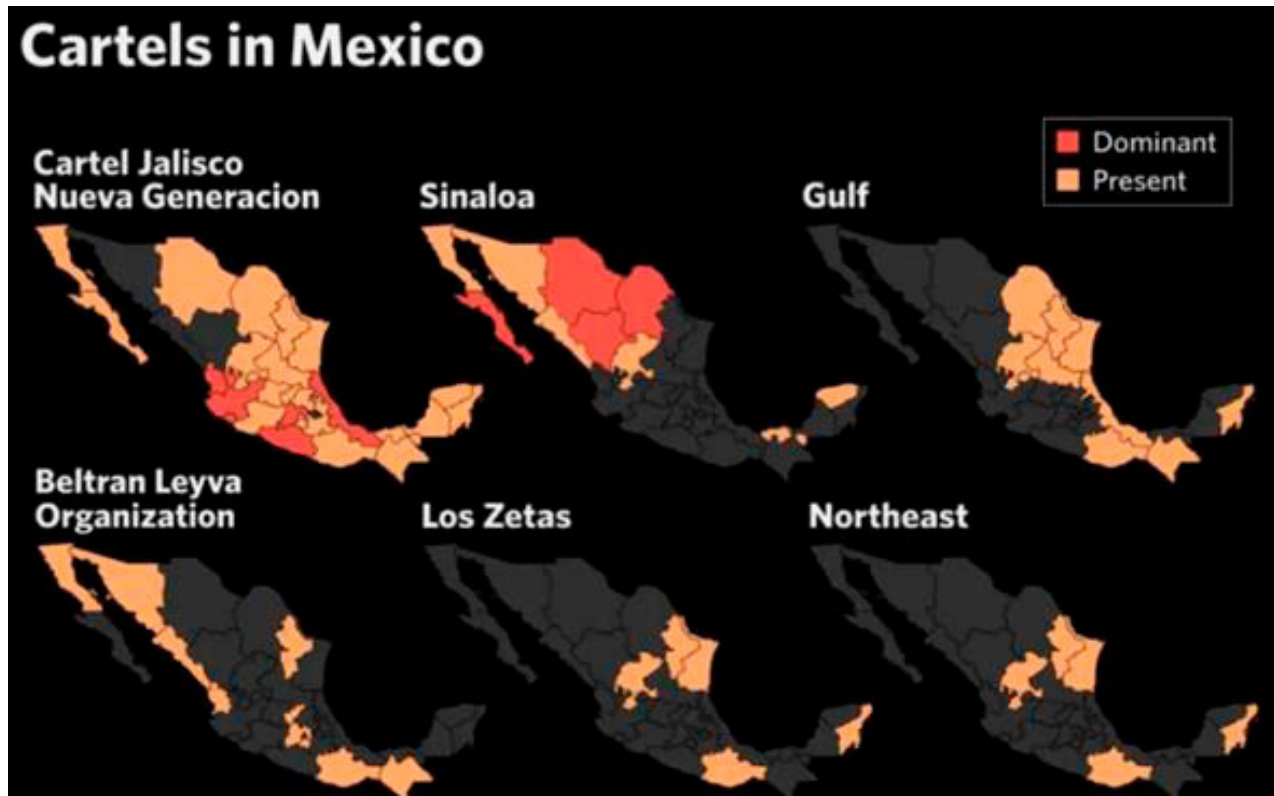 Cartels in Mexico
Dominant
Present
Cartel Jalisco
Nueva Generacion
Sinaloa
Gulf
Beltran Leyva
Organization
Los Zetas
Northeast